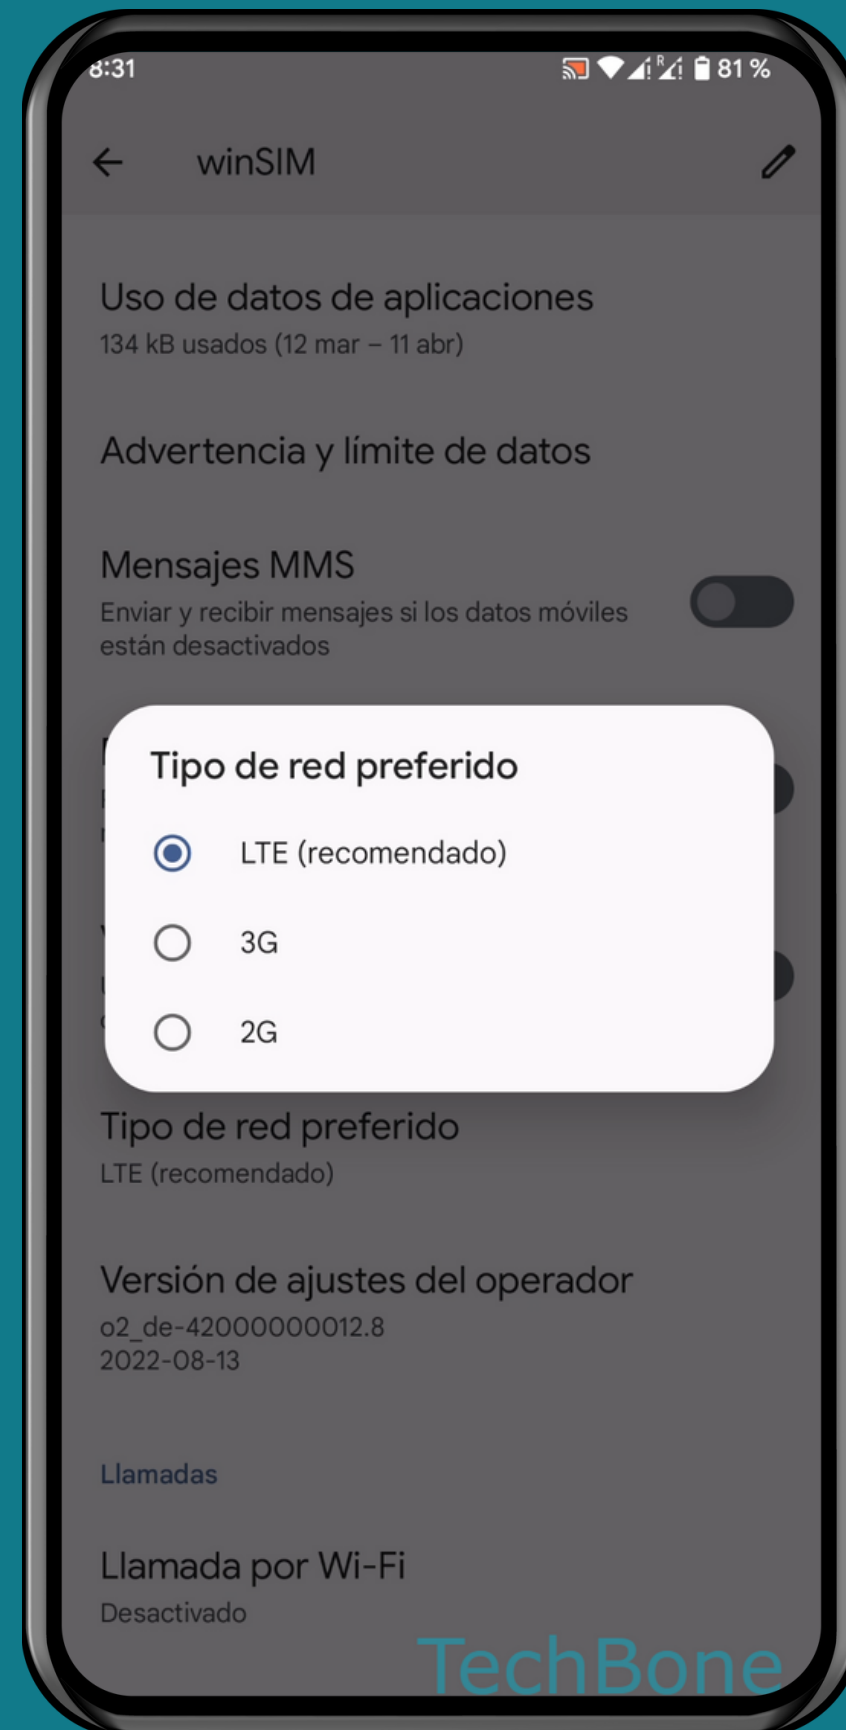 8:31
R
81 %
winSIM
Uso de datos de aplicaciones
134 kB usados (12 mar – 11 abr)
Advertencia y límite de datos
Mensajes MMS
Enviar y recibir mensajes si los datos móviles
están desactivados
Tipo de red preferido
LTE (recomendado)
3G
2G
Tipo de red preferido
LTE (recomendado)
Versión de ajustes del operador
o2_de-42000000012.8
2022-08-13
Llamadas
Llamada por Wi-Fi
Desactivado
TechBone